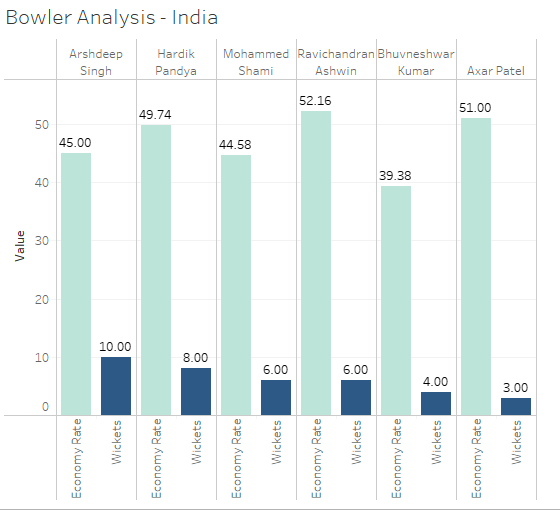 Bowler Analysis - India
Arshdeep Singh
Hardik Pandya
Mohammed Shami
Ravichandran Ashwin
Bhuvneshwar Kumar
Axar Patel
Value
50
40
30
20
10
0
45.00
10.00
49.74
8.00
44.58
6.00
52.16
6.00
39.38
4.00
51.00
3.00
Economy Rate
Wickets
Economy Rate
Wickets
Economy Rate
Wickets
Economy Rate
Wickets
Economy Rate
Wickets
Economy Rate
Wickets